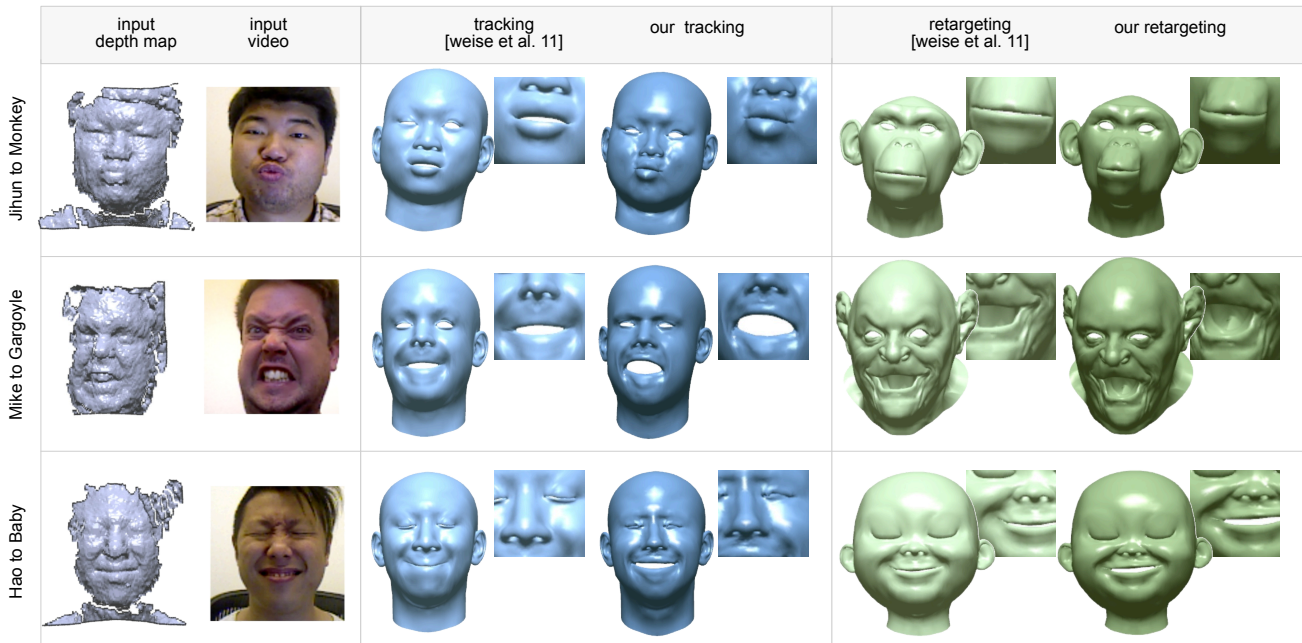 input
depth map
input
video
tracking
[weise et al. 11]
our tracking
retargeting
[weise et al. 11]
our retargeting
Jihun to Monkey
Mike to Gargoyle
Hao to Baby